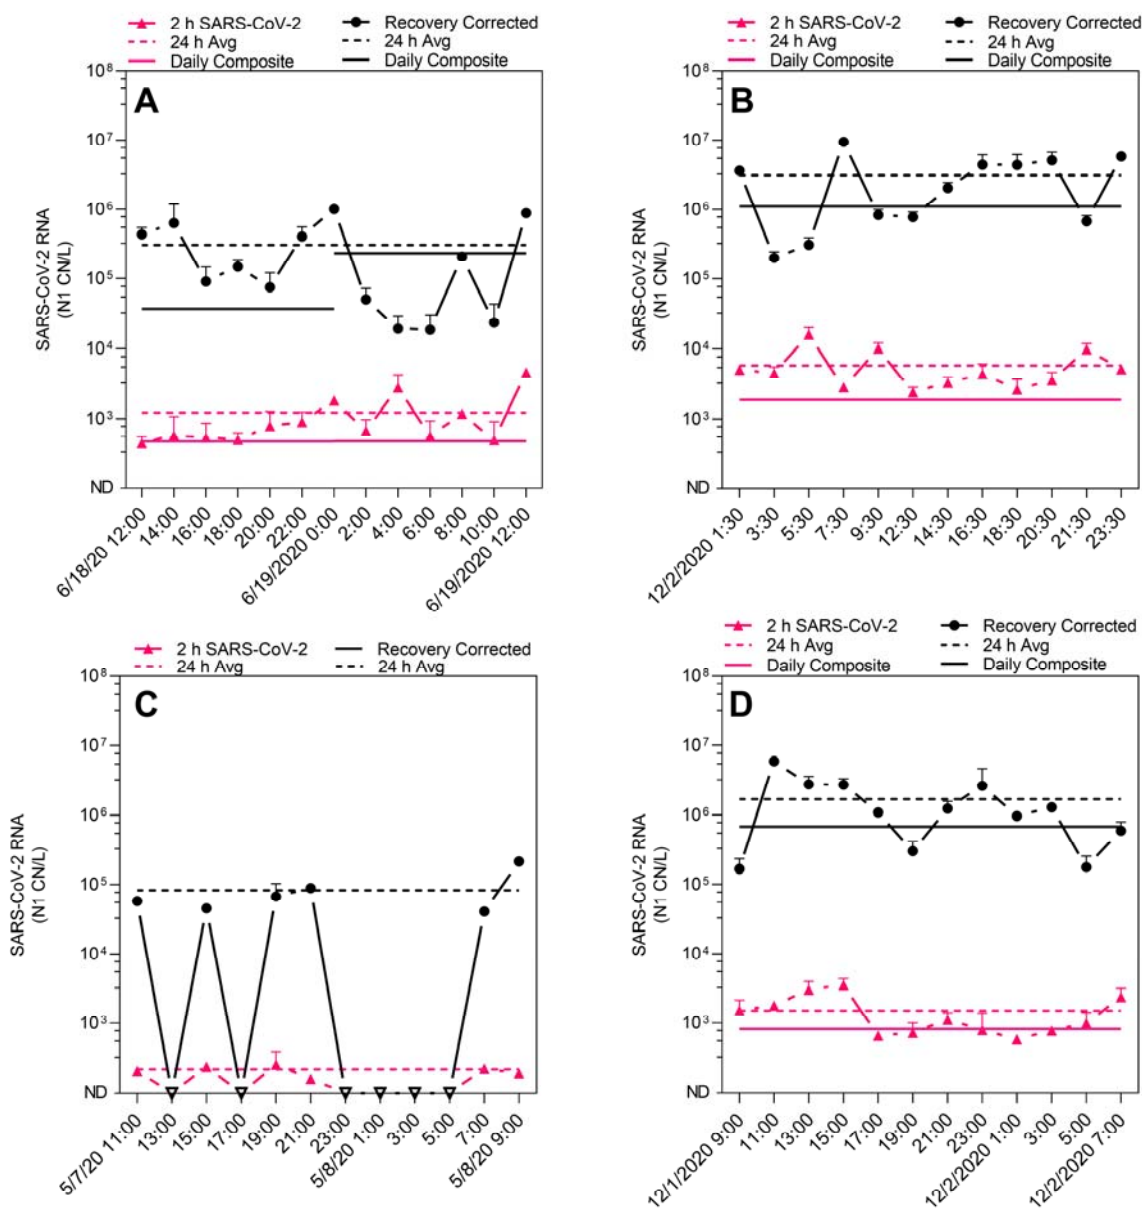 2 h SARS-CoV-2 Recovery Corrected
24 h Avg 24 h Avg
Daily Composite Daily Composite
A
10⁸
10⁷
10⁶
10⁵
10⁴
10³
ND
SARS-CoV-2 RNA
(N1 CN/L)
6/18/20 12:00
14:00
16:00
18:00
20:00
22:00
6/19/2020 0:00
2:00
4:00
6:00
8:00
10:00
6/19/2020 12:00
2 h SARS-CoV-2 Recovery Corrected
24 h Avg 24 h Avg
Daily Composite Daily Composite
B
10⁸
10⁷
10⁶
10⁵
10⁴
10³
ND
SARS-CoV-2 RNA
(N1 CN/L)
12/2/2020 1:30
3:30
5:30
7:30
9:30
12:30
14:30
16:30
18:30
20:30
21:30
23:30
2 h SARS-CoV-2 Recovery Corrected
24 h Avg 24 h Avg
C
10⁸
10⁷
10⁶
10⁵
10⁴
10³
ND
SARS-CoV-2 RNA
(N1 CN/L)
5/7/20 11:00
13:00
15:00
17:00
19:00
21:00
23:00
5/8/20 1:00
3:00
5:00
7:00
5/8/20 9:00
2 h SARS-CoV-2 Recovery Corrected
24 h Avg 24 h Avg
Daily Composite Daily Composite
D
10⁸
10⁷
10⁶
10⁵
10⁴
10³
ND
SARS-CoV-2 RNA
(N1 CN/L)
12/1/2020 9:00
11:00
13:00
15:00
17:00
19:00
21:00
23:00
12/2/2020 1:00
3:00
5:00
12/2/2020 7:00